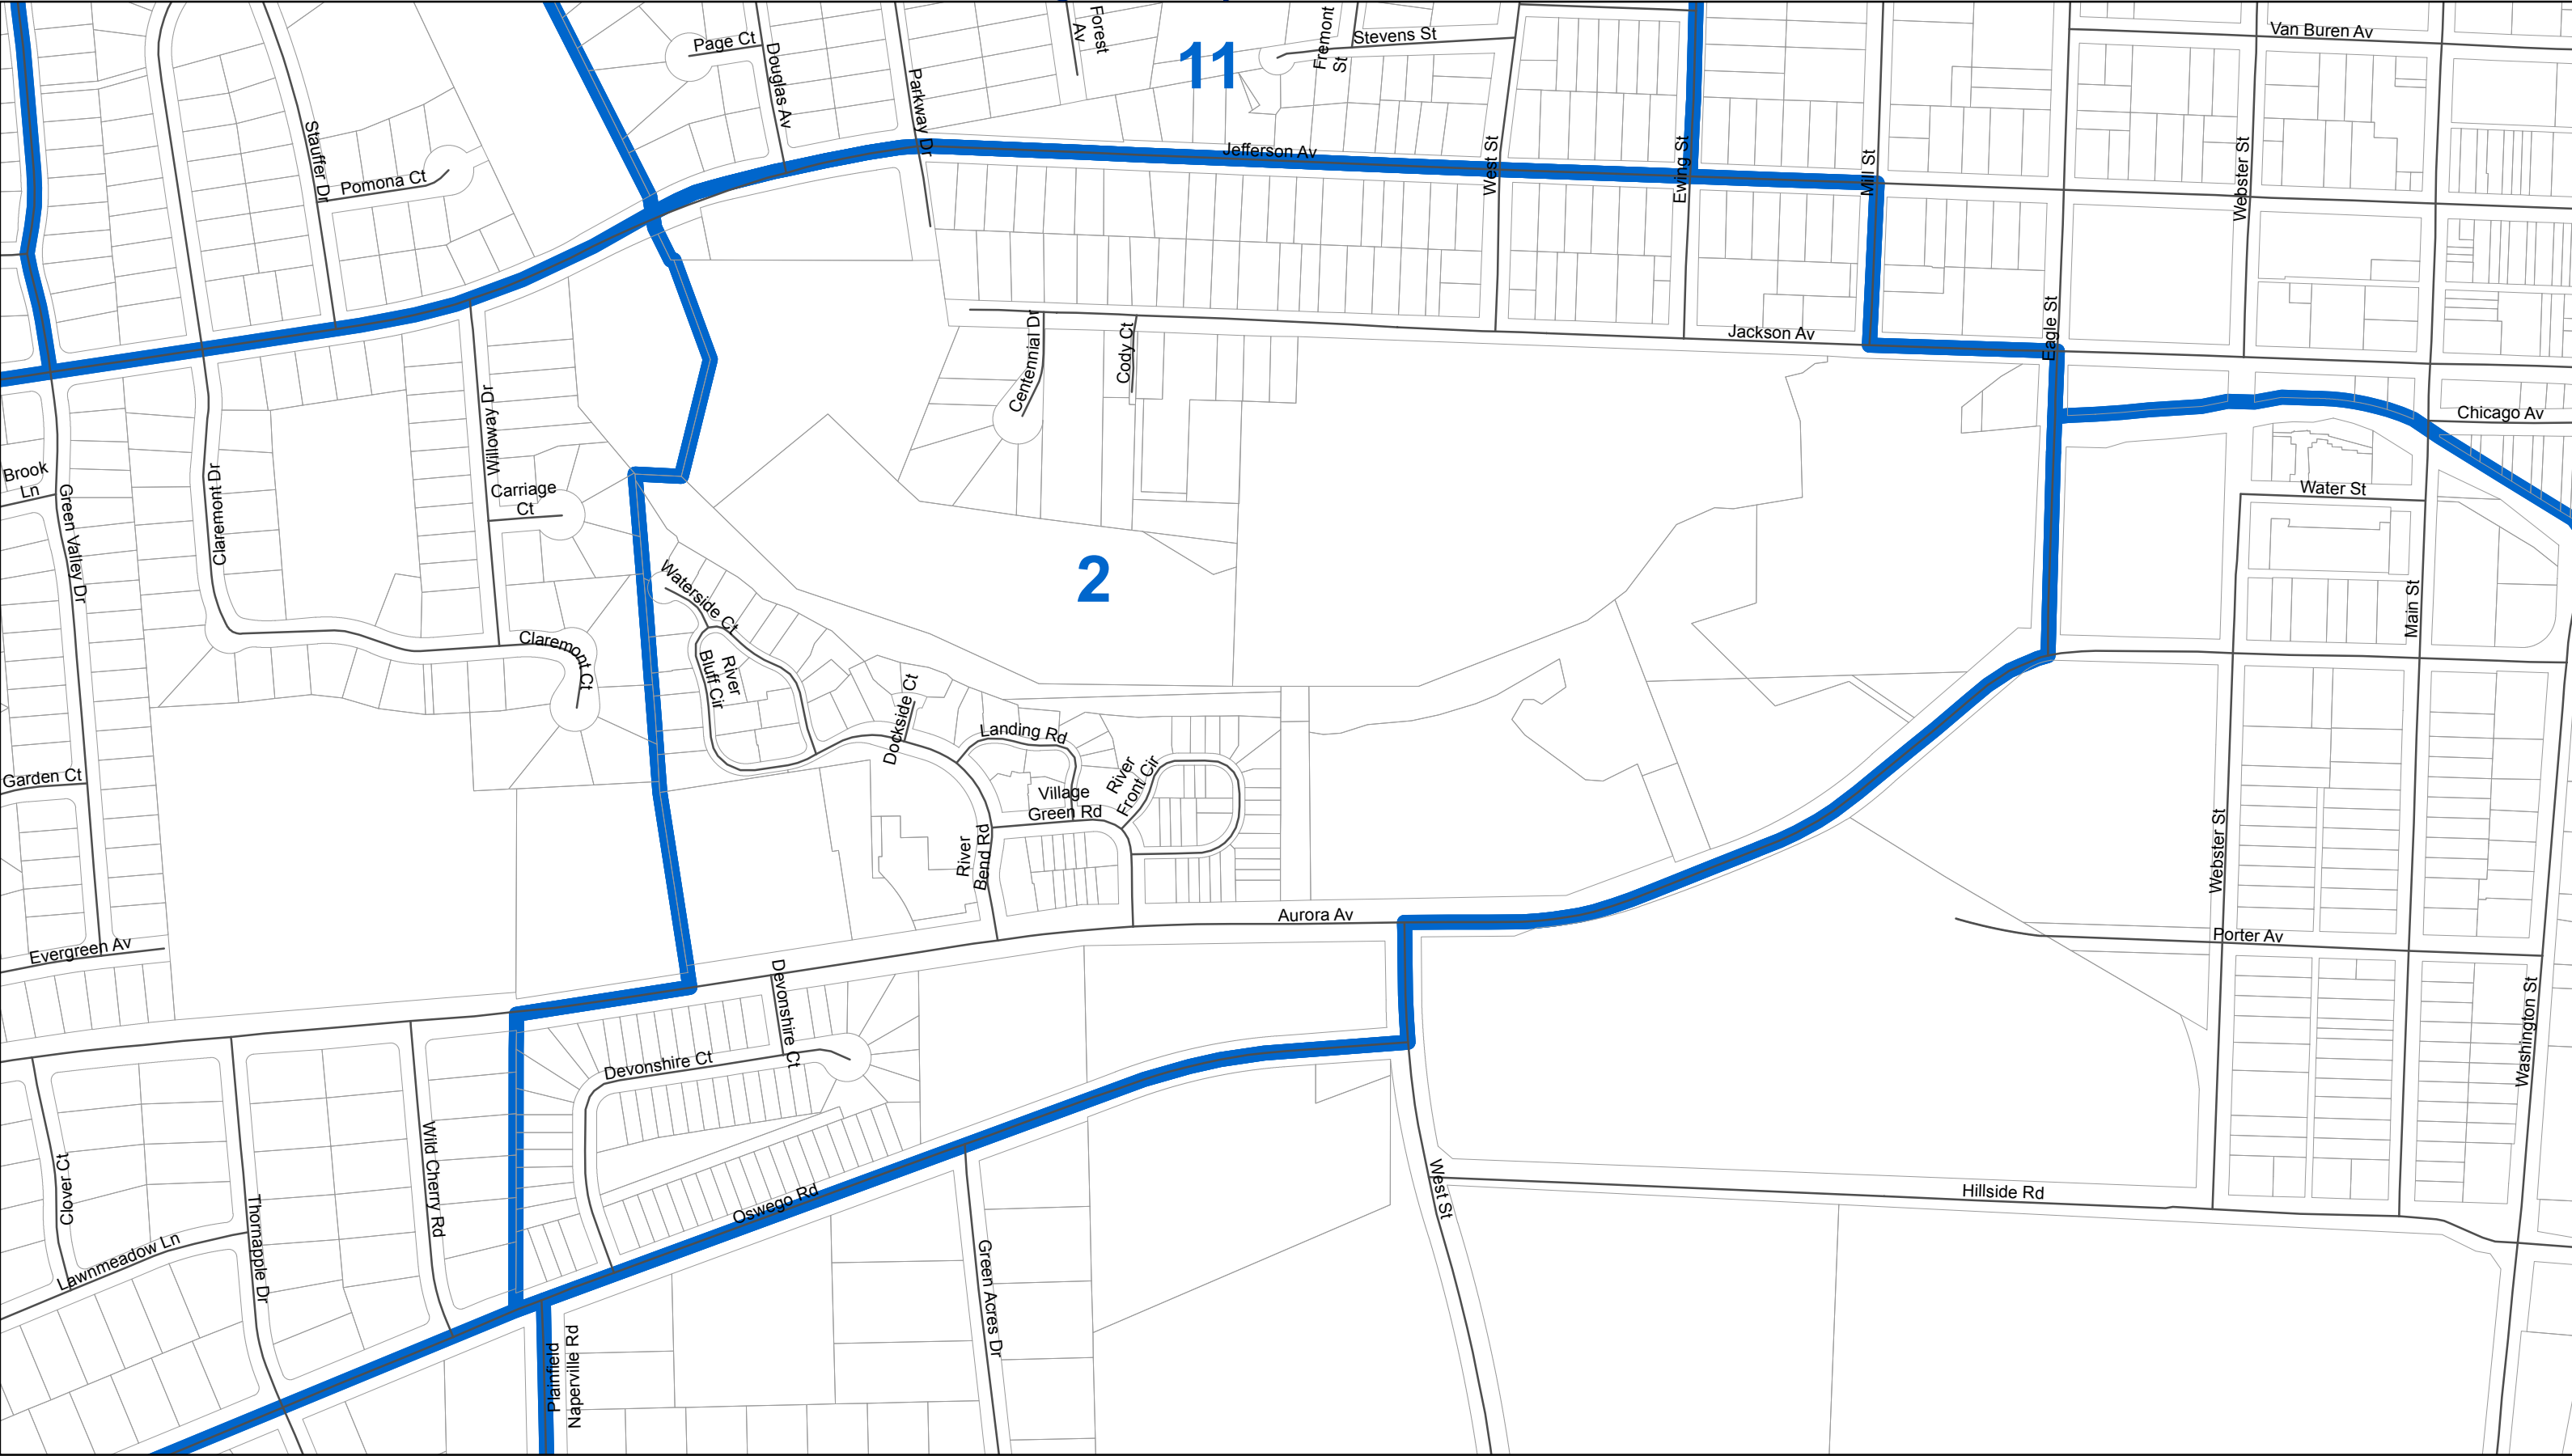 Page Ct
Douglas Av
Parkway Dr
Forest
Av
11
Fremont
St
Stevens St
Van Buren Av
Stauffer Dr
Pomona Ct
Jefferson Av
West St
Ewing St
Mill St
Webster St
Eagle St
Jackson Av
Centennial Dr
Cody Ct
Chicago Av
Willoway Dr
Brook
Ln
Green Valley Dr
Claremont Dr
Carriage
Ct
Water St
2
Waterside Ct
Main St
Claremont Ct
River
Bluff Cir
Dockside Ct
Landing Rd
River
Front Cir
Garden Ct
Village
Green Rd
River
Bend Rd
Webster St
Aurora Av
Porter Av
Evergreen Av
Devonshire Ct
Devonshire Ct
Washington St
Clover Ct
Wild Cherry Rd
Oswego Rd
West St
Hillside Rd
Lawnmeadow Ln
Thornapple Dr
Green Acres Dr
Plainfield
Naperville Rd